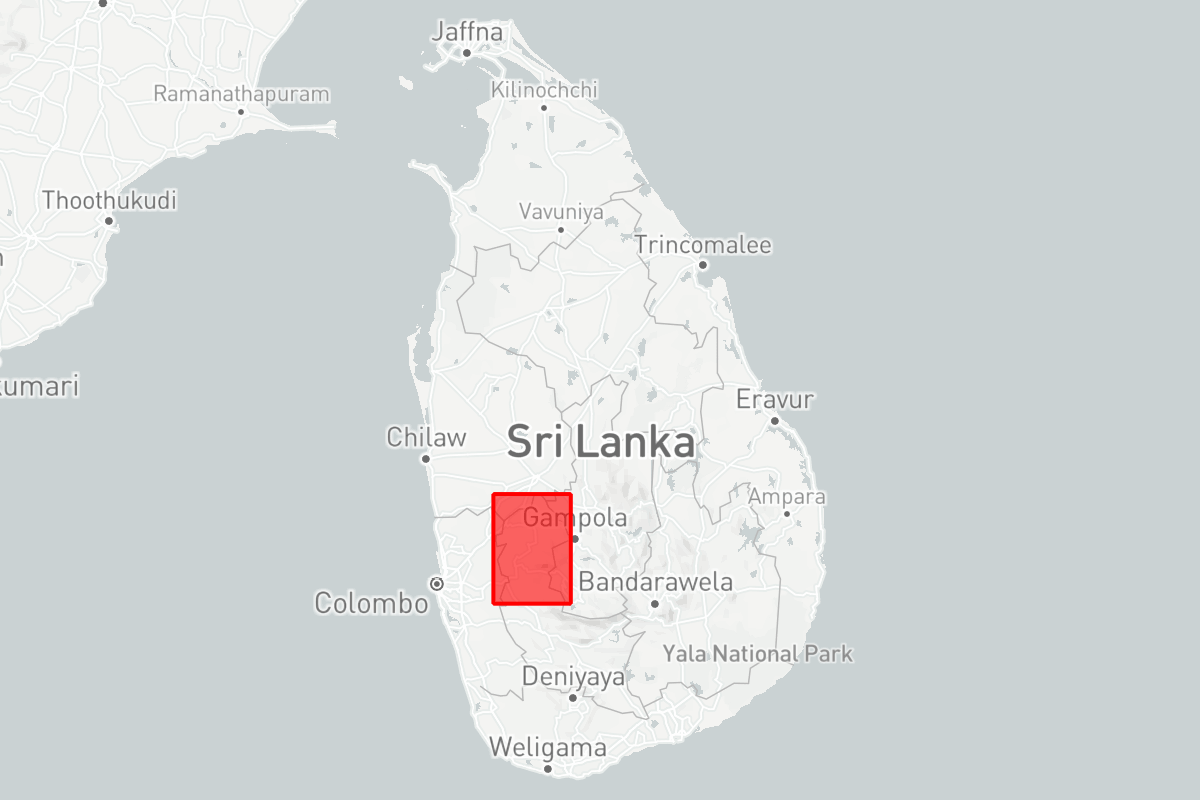 Jaffna
Kilinochchi
Ramanathapuram
Thoothukudi
Vavuniya
Trincomalee
kumari
Eravur
Chilaw
Sri Lanka
Ampara
Gampola
Bandarawela
Colombo
Yala National Park
Deniyaya
Weligama